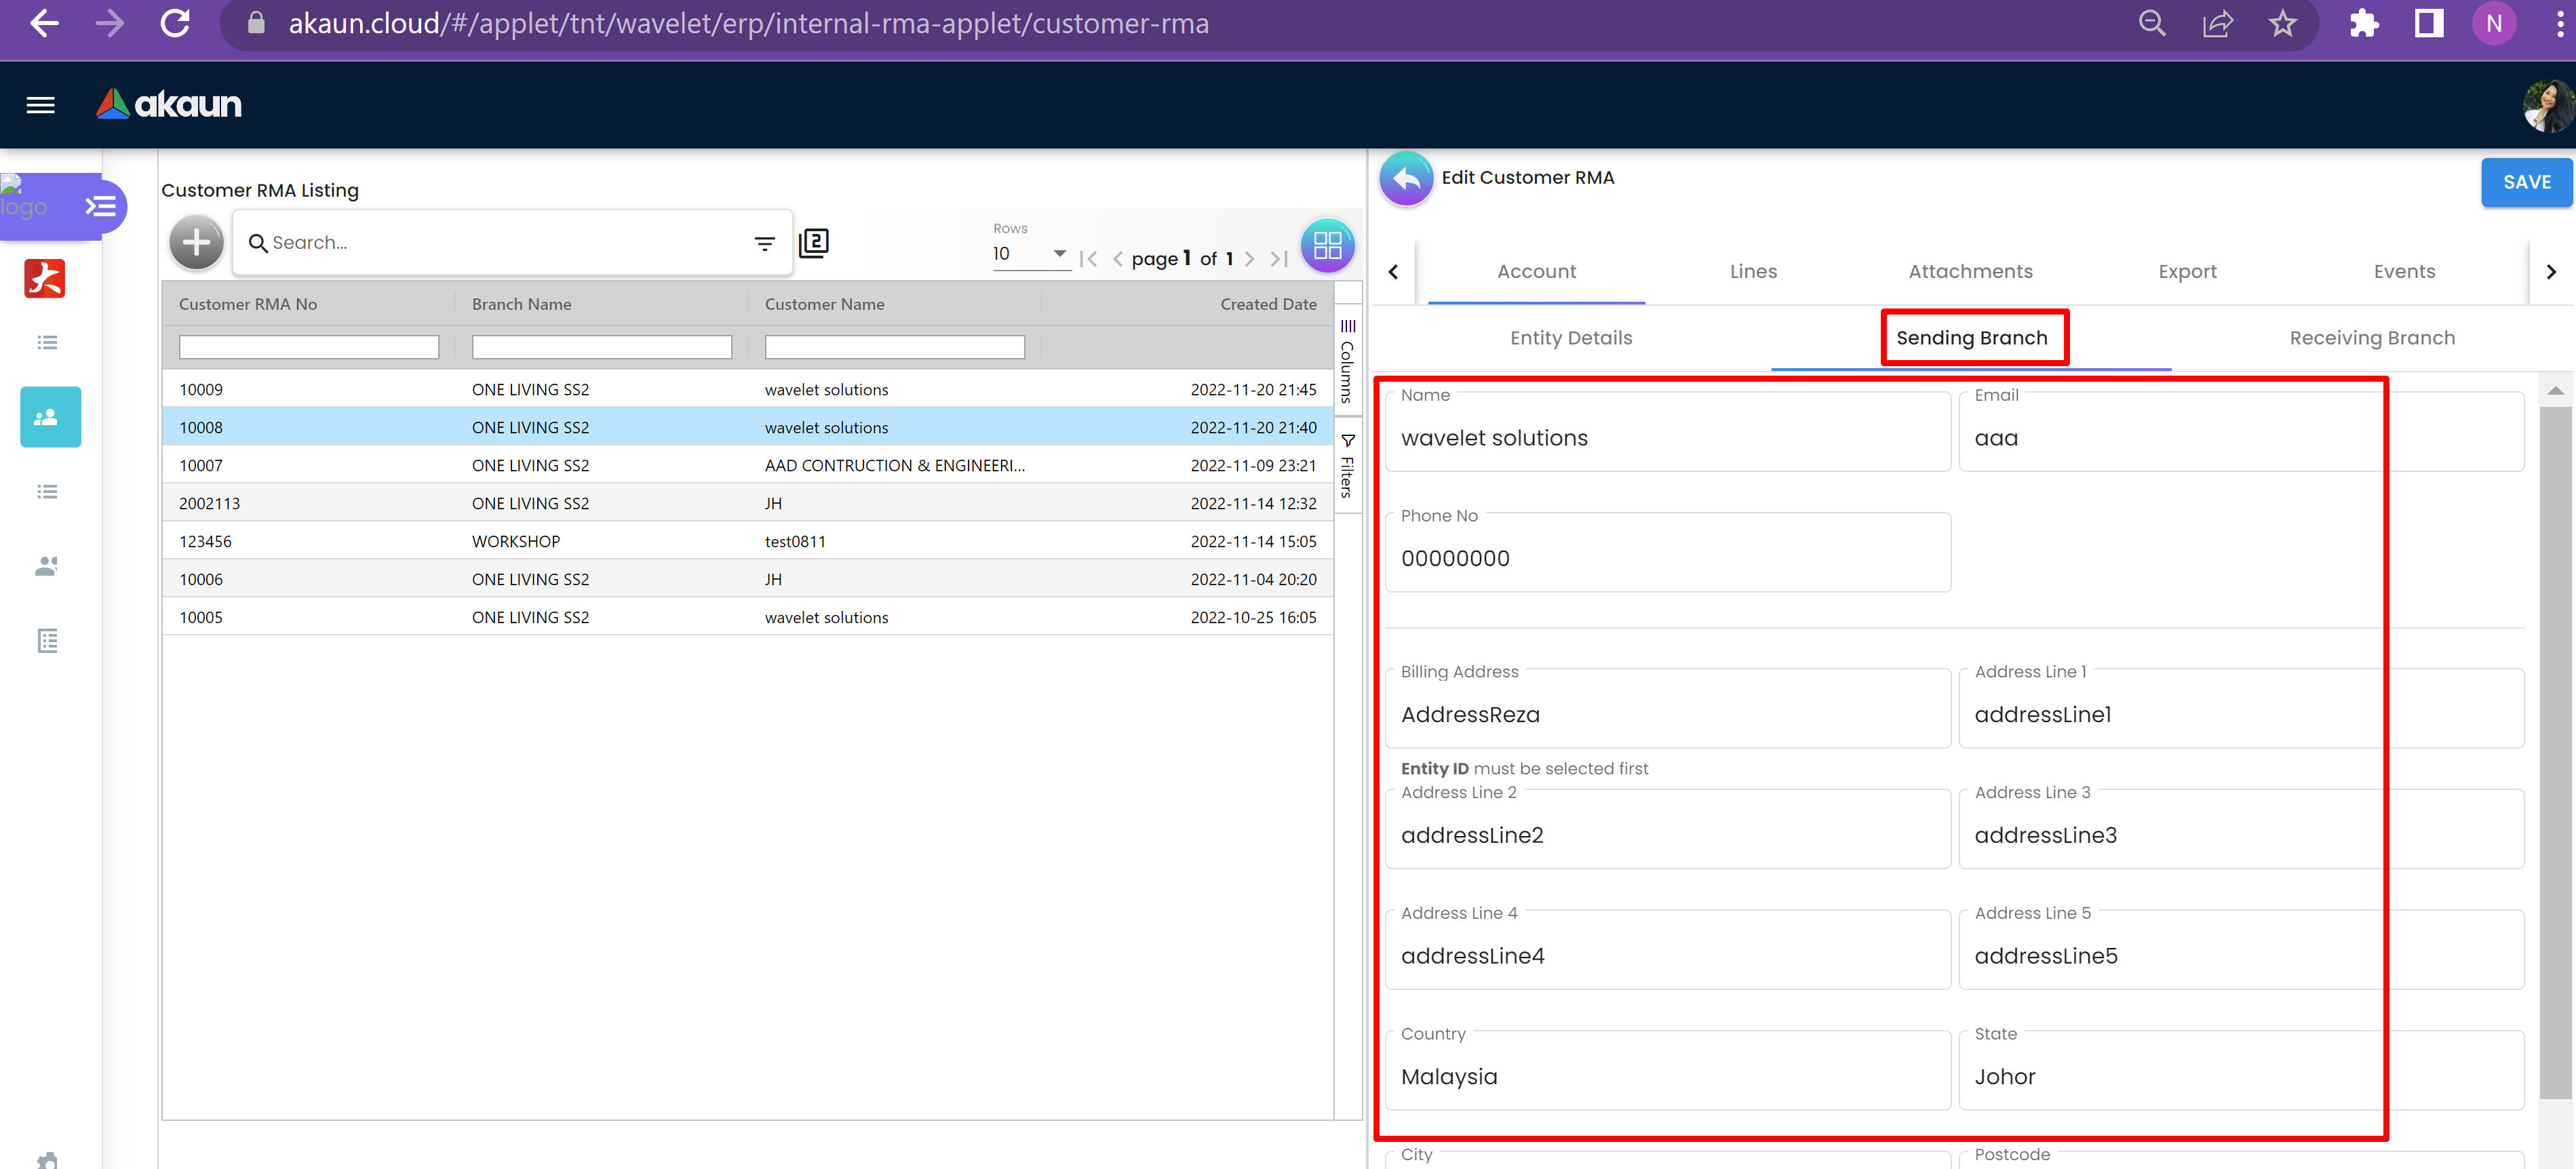 akaun.cloud/#/applet/tnt/wavelet/erp/internal-rma-applet/customer-rma
N
akaun
logo
Customer RMA Listing
Search...
2
Rows
10
page 1 of 1
Customer RMA No Branch Name Customer Name Created Date
10009 ONE LIVING SS2 wavelet solutions 2022-11-20 21:45
10008 ONE LIVING SS2 wavelet solutions 2022-11-20 21:40
10007 ONE LIVING SS2 AAD CONTRUCTION & ENGINEERI... 2022-11-09 23:21
2002113 ONE LIVING SS2 JH 2022-11-14 12:32
123456 WORKSHOP test0811 2022-11-14 15:05
10006 ONE LIVING SS2 JH 2022-11-04 20:20
10005 ONE LIVING SS2 wavelet solutions 2022-10-25 16:05
Columns
Filters
Edit Customer RMA
SAVE
Account Lines Attachments Export Events
Entity Details Sending Branch Receiving Branch
Name Email
wavelet solutions aaa
Phone No
00000000
Billing Address Address Line 1
AddressReza addressLine1
Entity ID must be selected first
Address Line 2 Address Line 3
addressLine2 addressLine3
Address Line 4 Address Line 5
addressLine4 addressLine5
Country State
Malaysia Johor
City Postcode